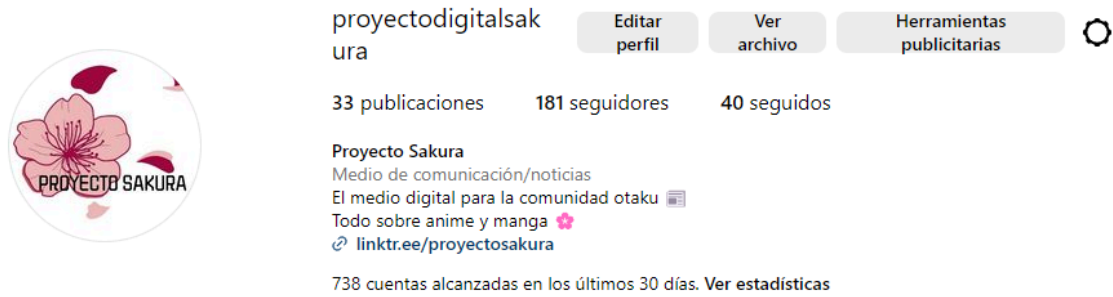 proyectodigitalsak
ura
Editar
perfil
Ver
archivo
Herramientas
publicitarias
33 publicaciones 181 seguidores 40 seguidos
PROYECTO SAKURA
Proyecto Sakura
Medio de comunicación/noticias
El medio digital para la comunidad otaku 📰
Todo sobre anime y manga 🌸
linktr.ee/proyectosakura
738 cuentas alcanzadas en los últimos 30 días. Ver estadísticas